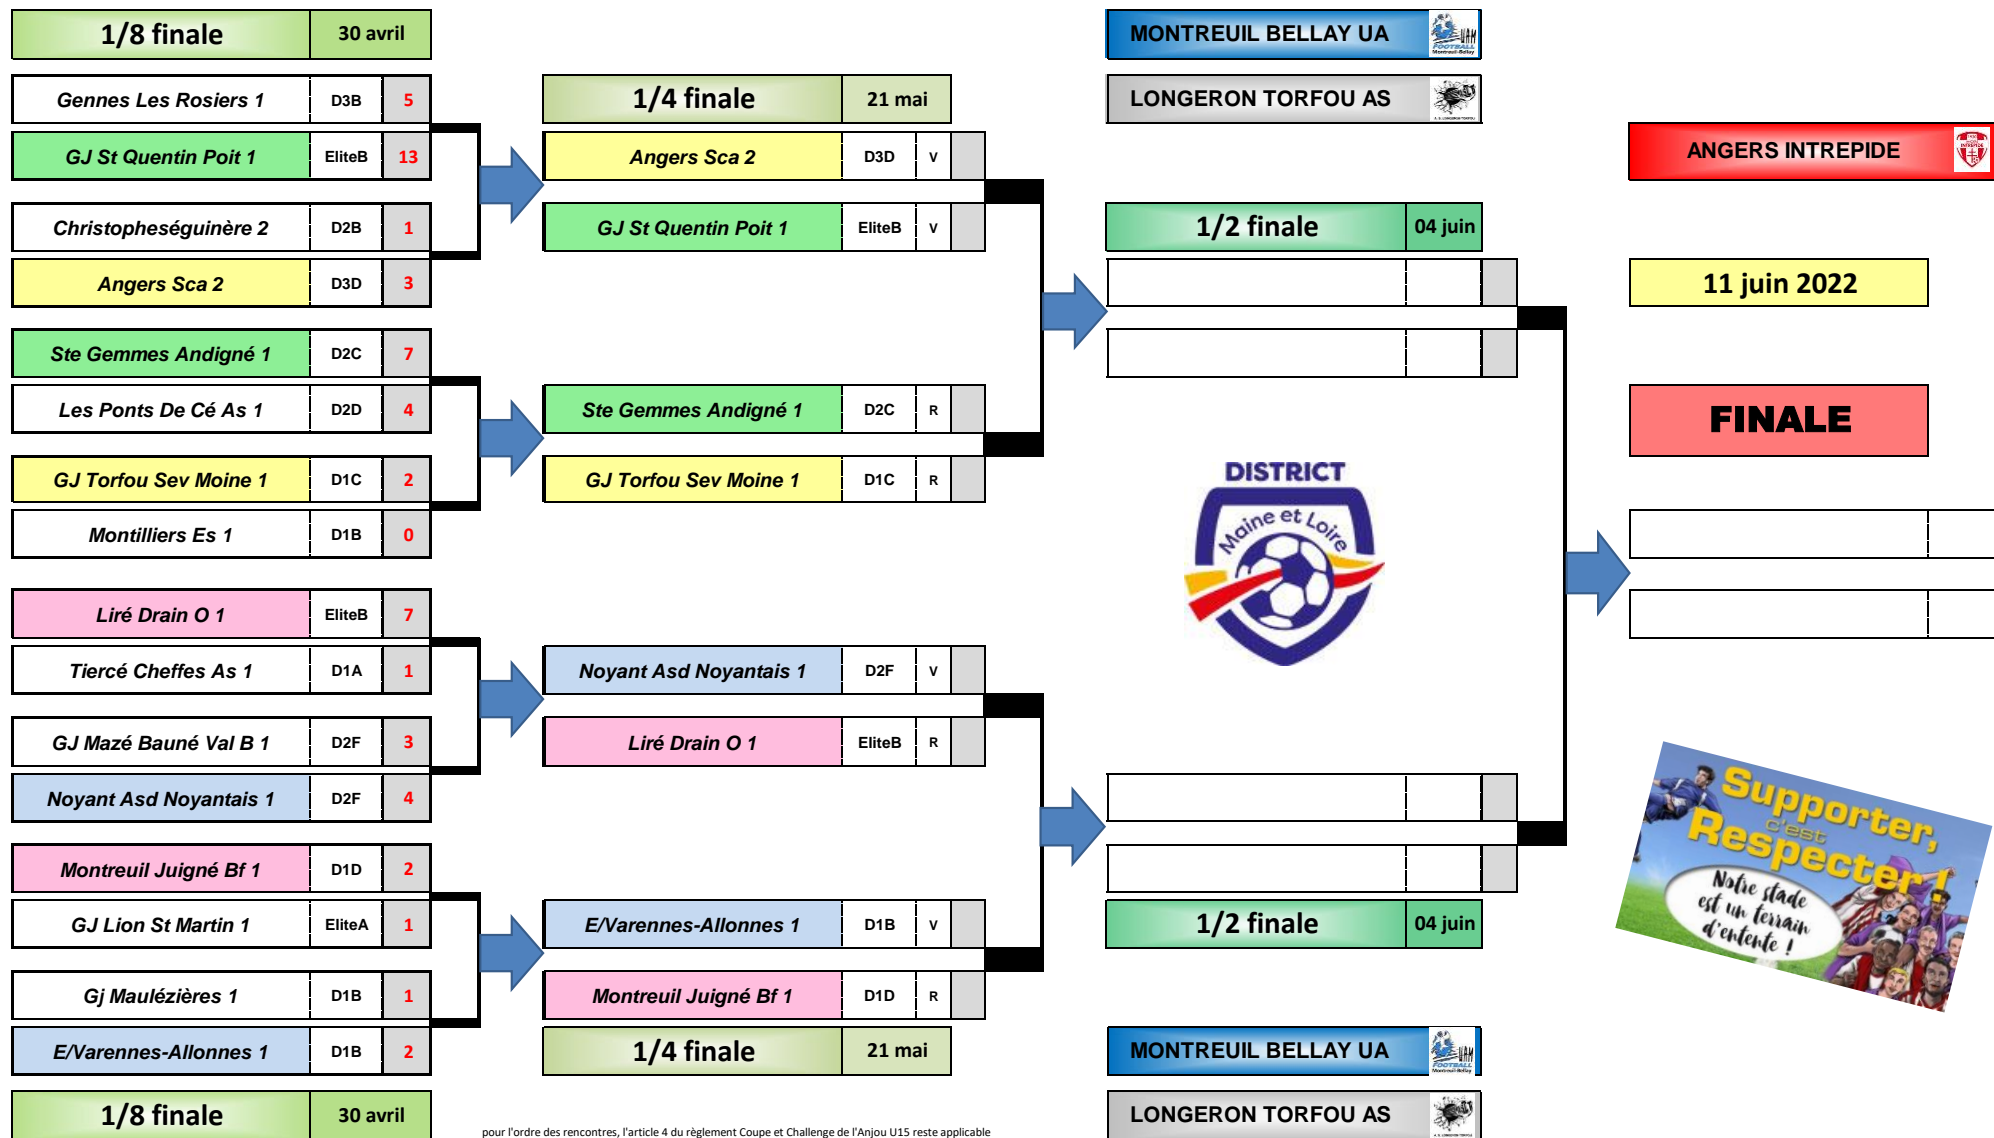 1/8 finale 30 avril
Gennes Les Rosiers 1 D3B 5
GJ St Quentin Poit 1 EliteB 13
Christopheséguinère 2 D2B 1
Angers Sca 2 D3D 3
Ste Gemmes Andigné 1 D2C 7
Les Ponts De Cé As 1 D2D 4
GJ Torfou Sev Moine 1 D1C 2
Montilliers Es 1 D1B 0
Liré Drain O 1 EliteB 7
Tiercé Cheffes As 1 D1A 1
GJ Mazé Bauné Val B 1 D2F 3
Noyant Asd Noyantais 1 D2F 4
Montreuil Juigné Bf 1 D1D 2
GJ Lion St Martin 1 EliteA 1
Gj Maulézières 1 D1B 1
E/Varennes-Allonnes 1 D1B 2
1/8 finale 30 avril
1/4 finale 21 mai
Angers Sca 2 D3D V
GJ St Quentin Poit 1 EliteB V
Ste Gemmes Andigné 1 D2C R
GJ Torfou Sev Moine 1 D1C R
Noyant Asd Noyantais 1 D2F V
Liré Drain O 1 EliteB R
E/Varennes-Allonnes 1 D1B V
Montreuil Juigné Bf 1 D1D R
1/4 finale 21 mai
pour l'ordre des rencontres, l'article 4 du règlement Coupe et Challenge de l'Anjou U15 reste applicable
MONTREUIL BELLAY UA
UAM
FOOTBALL
Montreuil-Bellay
LONGERON TORFOU AS
1/2 finale 04 juin
DISTRICT
Maine et Loire
1/2 finale 04 juin
MONTREUIL BELLAY UA
UAM
FOOTBALL
Montreuil-Bellay
LONGERON TORFOU AS
ANGERS INTREPIDE
INTREPIDE
11 juin 2022
FINALE
Supporter,
c'est
Respecter !
Notre stade
est un terrain
d'entente !